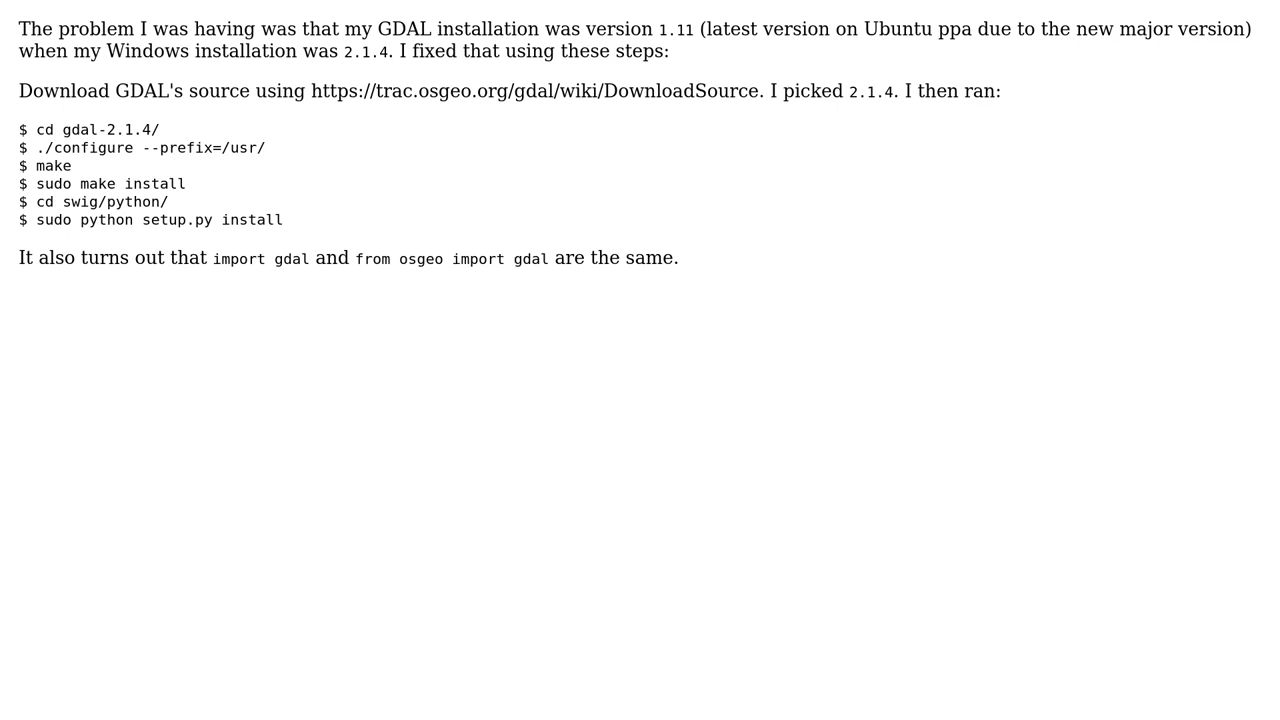 The problem I was having was that my GDAL installation was version 1.11 (latest version on Ubuntu ppa due to the new major version)
when my Windows installation was 2.1.4. I fixed that using these steps:
Download GDAL's source using https://trac.osgeo.org/gdal/wiki/DownloadSource. I picked 2.1.4. I then ran:
$ cd gdal-2.1.4/
$ ./configure --prefix=/usr/
$ make
$ sudo make install
$ cd swig/python/
$ sudo python setup.py install
It also turns out that import gdal and from osgeo import gdal are the same.